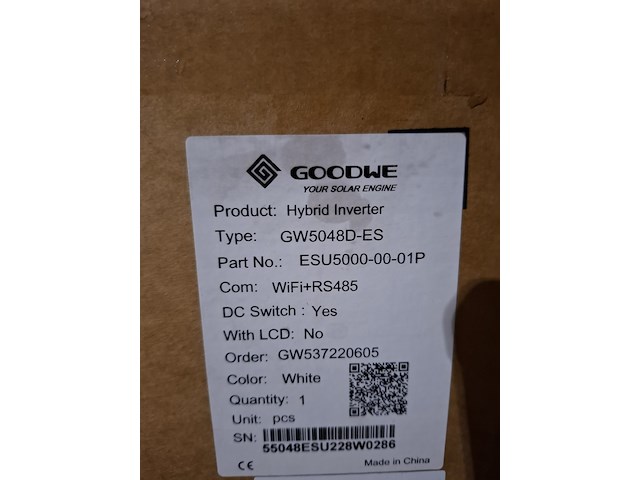 GOODWE
YOUR SOLAR ENGINE
Product: Hybrid Inverter
Type: GW5048D-ES
Part No.: ESU5000-00-01P
Com: WiFi+RS485
DC Switch : Yes
With LCD: No
Order: GW537220605
Color: White
Quantity: 1
Unit: pcs
SN:
55048ESU228W0286
CE Made in China